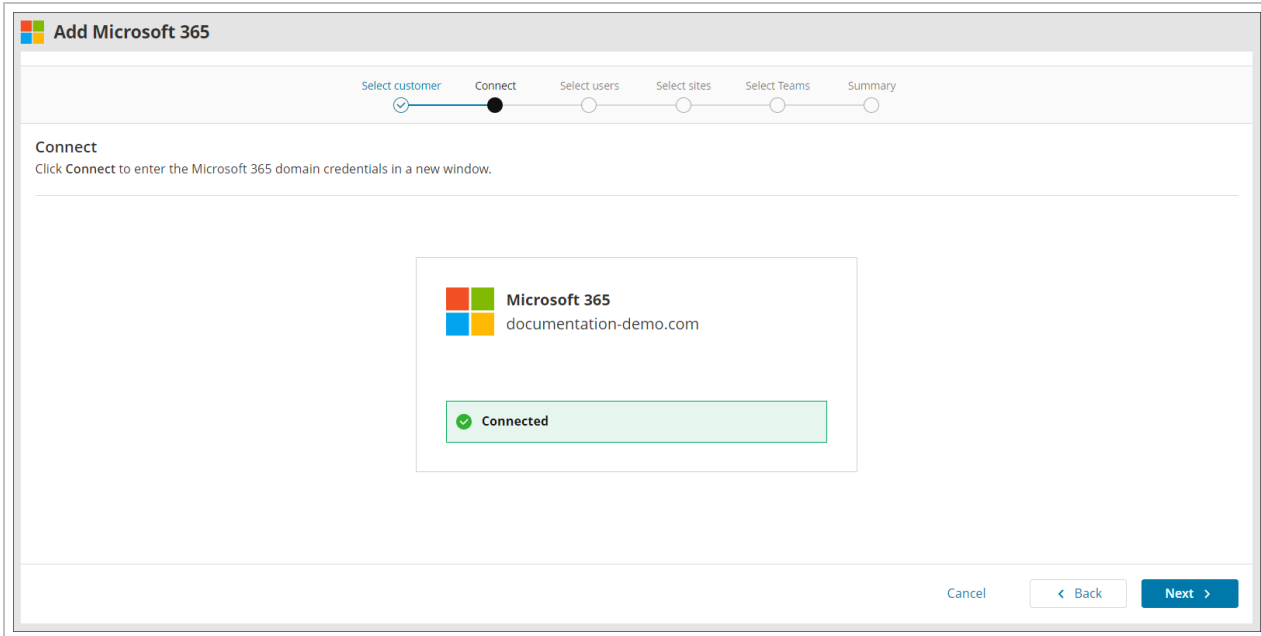 Add Microsoft 365
Select customer Connect Select users Select sites Select Teams Summary
Connect
Click Connect to enter the Microsoft 365 domain credentials in a new window.
Microsoft 365
documentation-demo.com
Connected
Cancel Back Next